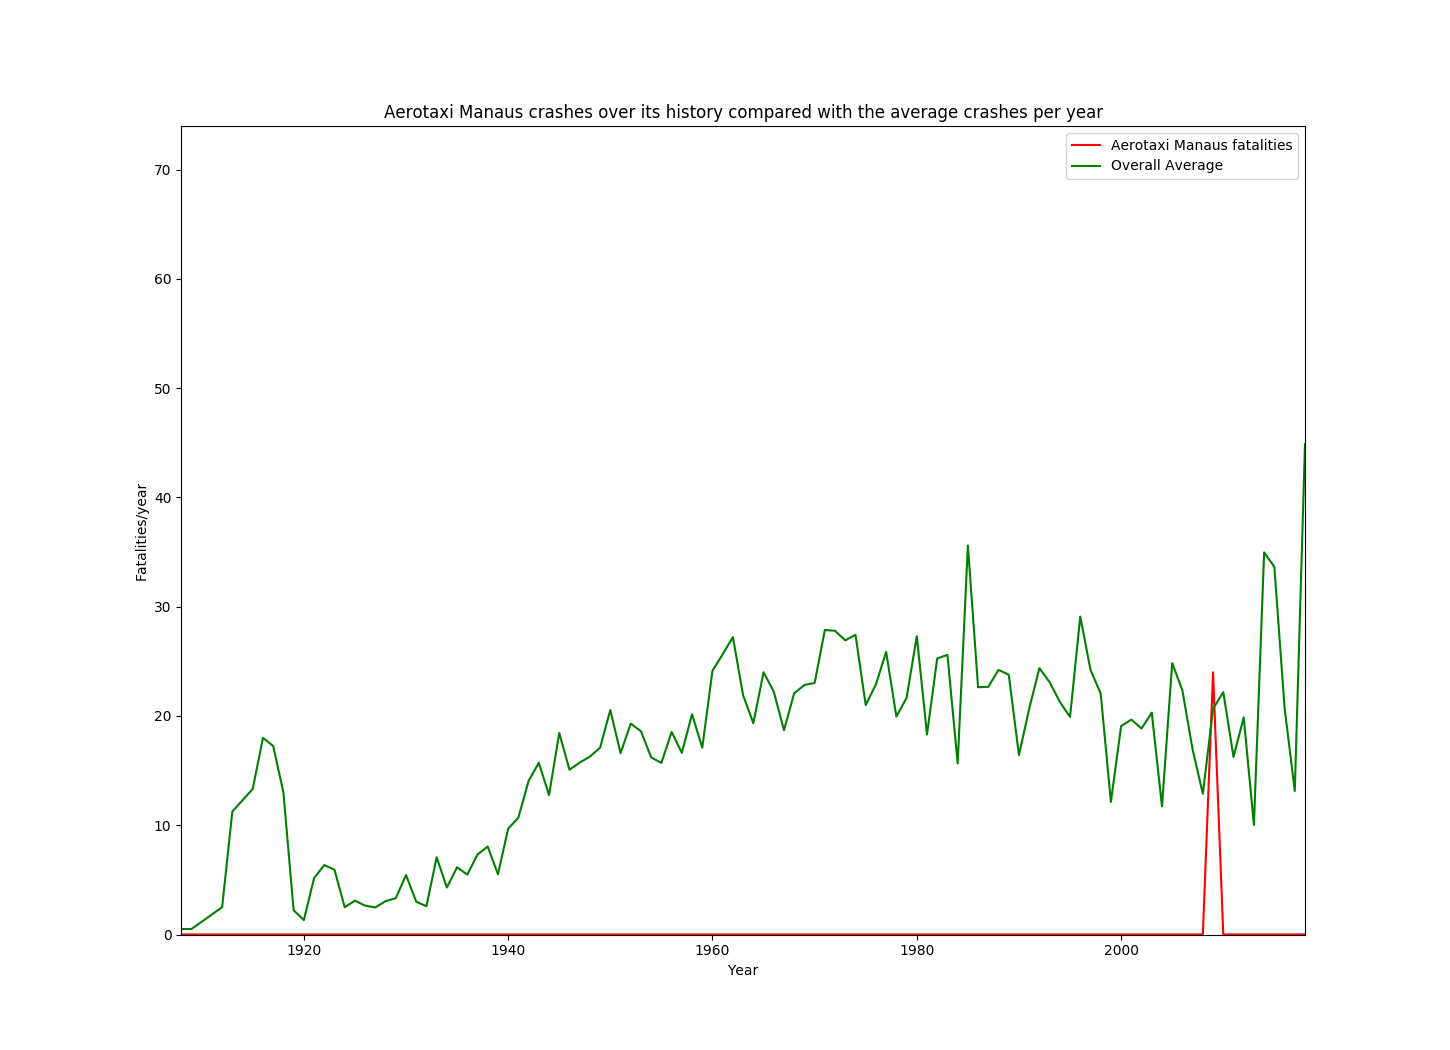 Aerotaxi Manaus crashes over its history compared with the average crashes per year
Aerotaxi Manaus fatalities
Overall Average
70
60
50
40
30
20
10
0
Fatalities/year
1920 1940 1960 1980 2000
Year